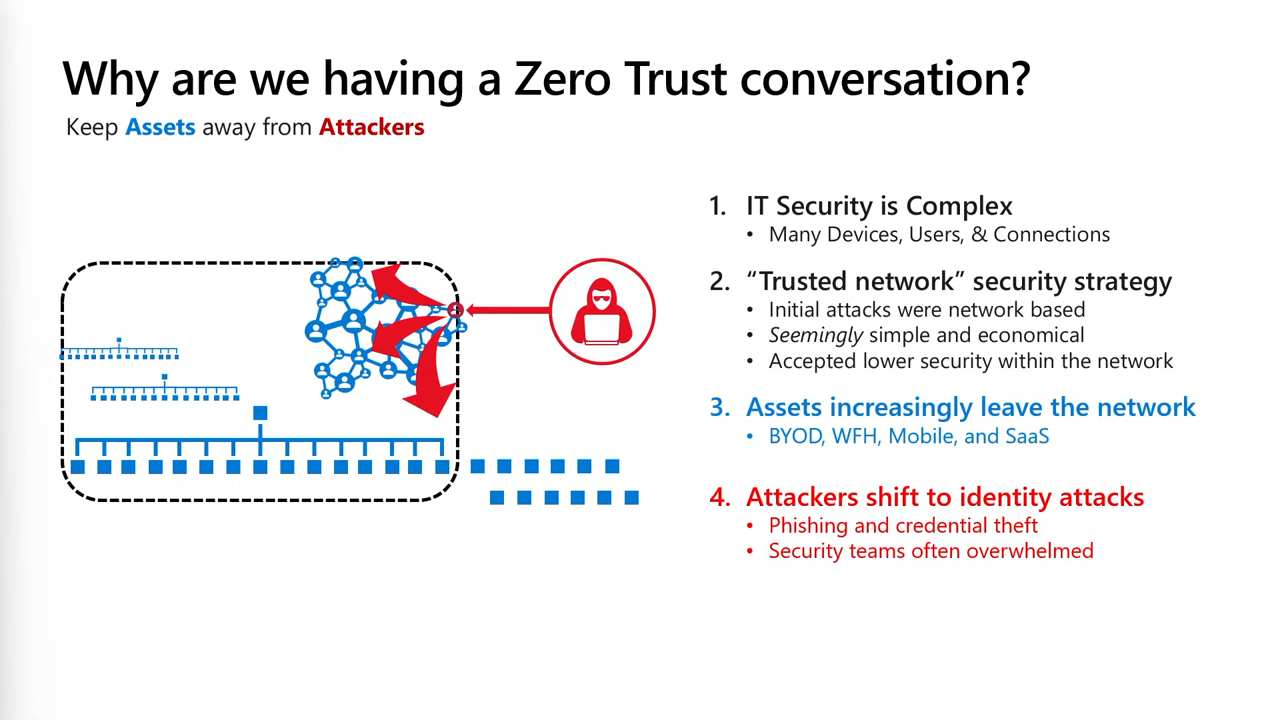 Why are we having a Zero Trust conversation?
Keep Assets away from Attackers
1. IT Security is Complex
• Many Devices, Users, & Connections
2. “Trusted network” security strategy
• Initial attacks were network based
• Seemingly simple and economical
• Accepted lower security within the network
3. Assets increasingly leave the network
• BYOD, WFH, Mobile, and SaaS
4. Attackers shift to identity attacks
• Phishing and credential theft
• Security teams often overwhelmed